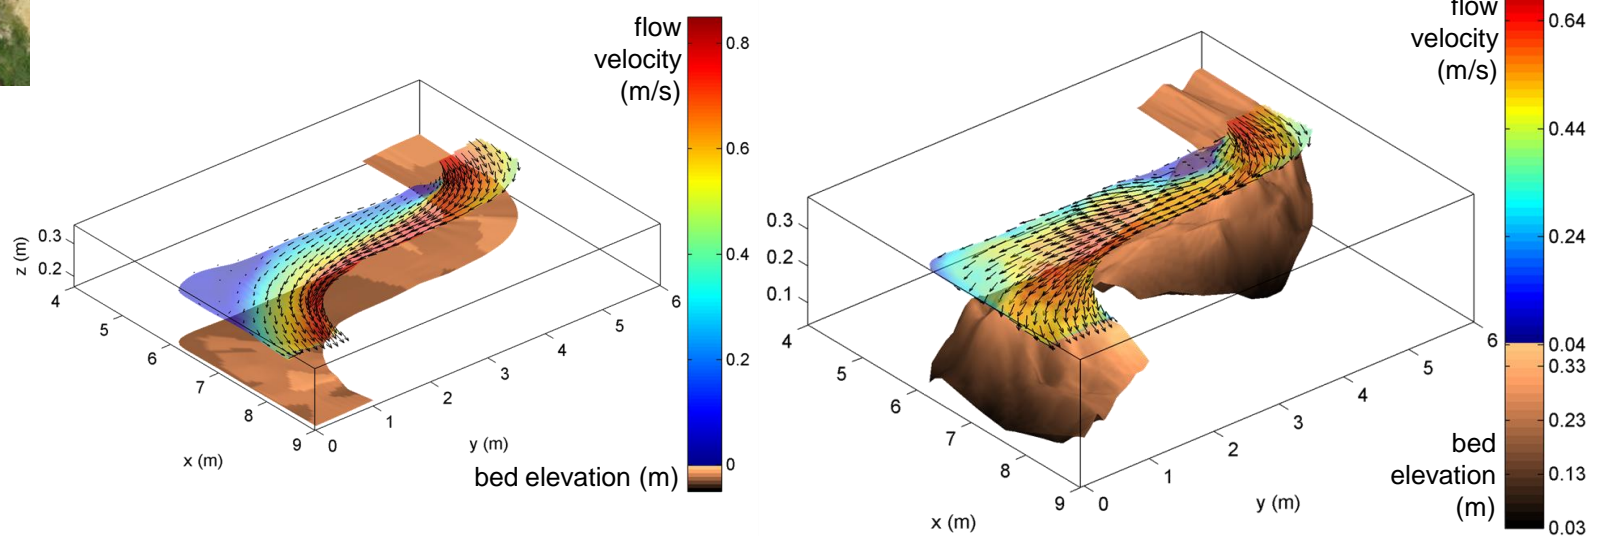 flow
velocity
(m/s)
0.8
0.6
0.4
0.2
0
bed elevation (m)
z (m)
0.3
0.2
4
5
6
7
8
9
x (m)
0
1
2
3
4
5
6
y (m)
flow
velocity
(m/s)
0.64
0.44
0.24
0.04
0.33
0.23
0.13
0.03
bed
elevation
(m)
0.3
0.2
0.1
4
5
6
7
8
9
x (m)
0
1
2
3
4
5
6
y (m)